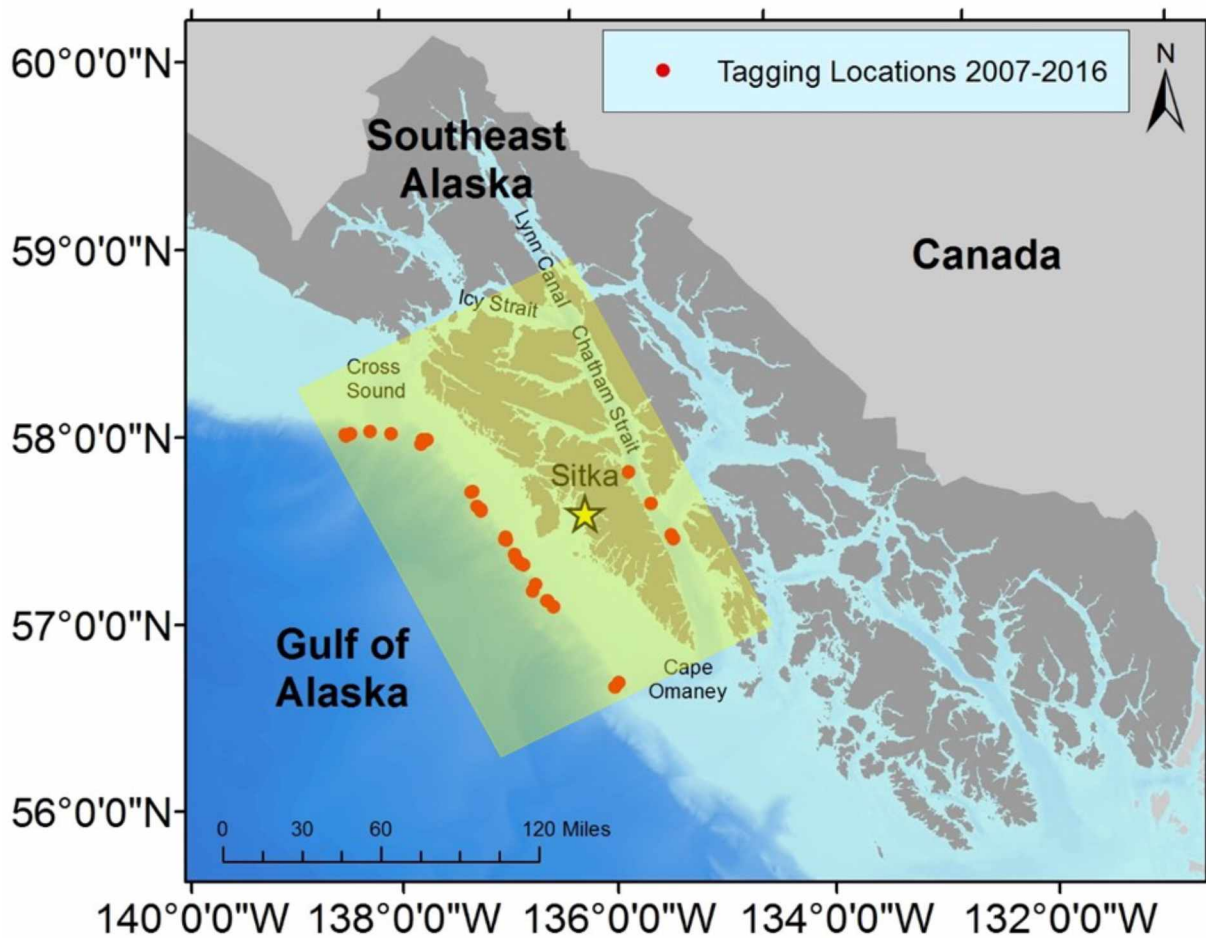 60°0'0"N
59°0'0"N
58°0'0"N
57°0'0"N
56°0'0"N
Tagging Locations 2007-2016
N
Southeast
Alaska
Canada
Lynn Canal
Icy Strait
Chatham Strait
Cross
Sound
Sitka
Gulf of
Alaska
Cape
Omaney
0 30 60 120 Miles
140°0'0"W 138°0'0"W 136°0'0"W 134°0'0"W 132°0'0"W